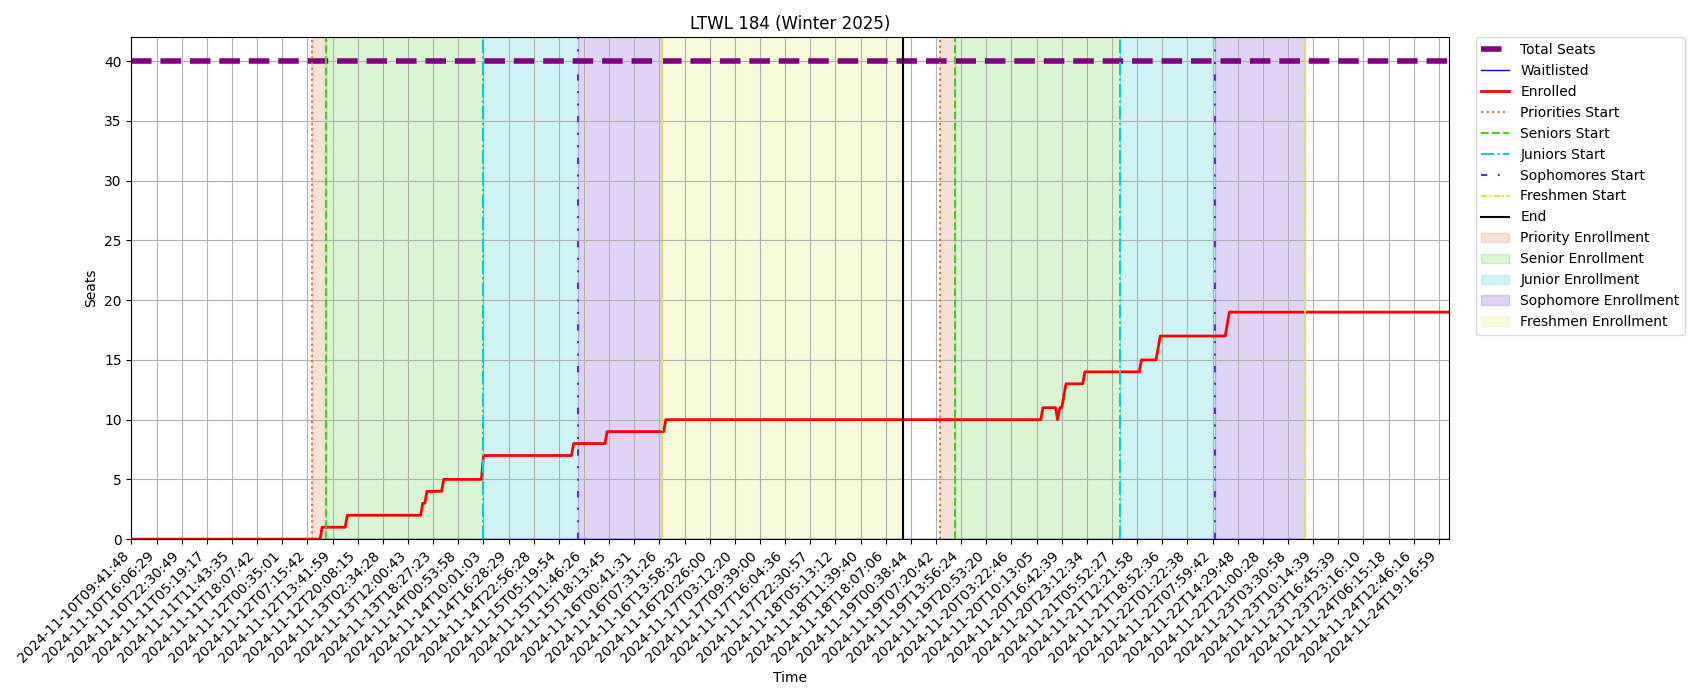 LTWL 184 (Winter 2025)
Seats
40
35
30
25
20
15
10
5
0
2024-11-10T09:41:48
2024-11-10T16:06:29
2024-11-10T22:30:49
2024-11-11T05:19:17
2024-11-11T11:43:35
2024-11-11T18:07:42
2024-11-12T00:35:01
2024-11-12T07:15:42
2024-11-12T13:41:59
2024-11-12T20:08:15
2024-11-13T02:34:28
2024-11-13T12:00:43
2024-11-13T18:27:23
2024-11-14T00:53:58
2024-11-14T10:01:03
2024-11-14T16:28:29
2024-11-14T22:56:28
2024-11-15T05:19:54
2024-11-15T11:46:26
2024-11-15T18:13:45
2024-11-16T00:41:31
2024-11-16T07:31:26
2024-11-16T13:58:32
2024-11-16T20:26:00
2024-11-17T03:12:20
2024-11-17T09:39:00
2024-11-17T16:04:36
2024-11-17T22:30:57
2024-11-18T05:13:12
2024-11-18T11:39:40
2024-11-18T18:07:06
2024-11-19T00:38:44
2024-11-19T07:20:42
2024-11-19T13:56:24
2024-11-19T20:53:20
2024-11-20T03:22:46
2024-11-20T10:13:05
2024-11-20T16:42:39
2024-11-20T23:12:34
2024-11-21T05:52:27
2024-11-21T12:21:58
2024-11-21T18:52:36
2024-11-22T01:22:38
2024-11-22T07:59:42
2024-11-22T14:29:48
2024-11-22T21:00:28
2024-11-23T03:30:58
2024-11-23T10:14:39
2024-11-23T16:45:39
2024-11-23T23:16:10
2024-11-24T06:15:18
2024-11-24T12:46:16
2024-11-24T19:16:59
Time
Total Seats
Waitlisted
Enrolled
Priorities Start
Seniors Start
Juniors Start
Sophomores Start
Freshmen Start
End
Priority Enrollment
Senior Enrollment
Junior Enrollment
Sophomore Enrollment
Freshmen Enrollment